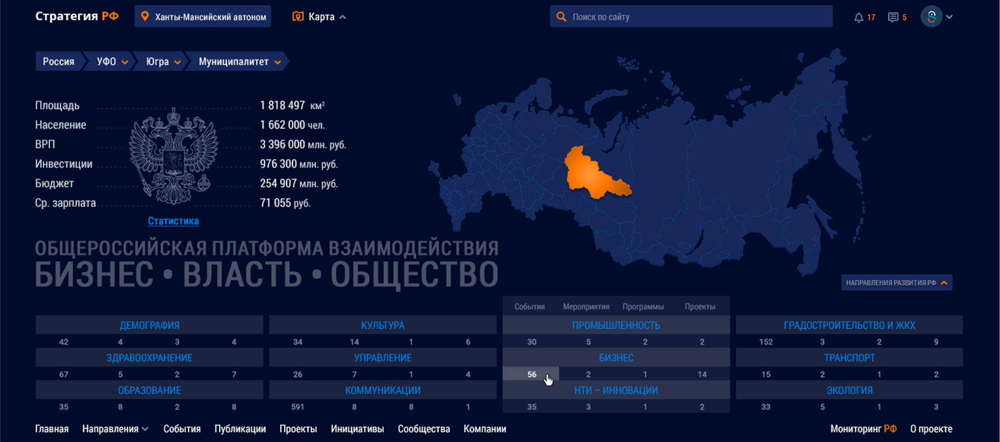 Стратегия РФ
Ханты-Мансийский автоном
Карта
Поиск по сайту
17
5
Россия
УФО
Югра
Муниципалитет
Площадь 1 818 497 км²
Население 1 662 000 чел.
ВРП 3 396 000 млн. руб.
Инвестиции 976 300 млн. руб.
Бюджет 254 907 млн. руб.
Ср. зарплата 71 055 руб.
Статистика
ОБЩЕРОССИЙСКАЯ ПЛАТФОРМА ВЗАИМОДЕЙСТВИЯ
БИЗНЕС • ВЛАСТЬ • ОБЩЕСТВО
НАПРАВЛЕНИЯ РАЗВИТИЯ РФ
События Мероприятия Программы Проекты
ДЕМОГРАФИЯ КУЛЬТУРА ПРОМЫШЛЕННОСТЬ ГРАДОСТРОИТЕЛЬСТВО И ЖКХ
42 4 3 4 34 14 1 6 30 5 2 2 152 3 2 9
ЗДРАВООХРАНЕНИЕ УПРАВЛЕНИЕ БИЗНЕС ТРАНСПОРТ
67 5 2 7 26 7 1 4 56 2 1 14 15 2 1 2
ОБРАЗОВАНИЕ КОММУНИКАЦИИ НТИ – ИННОВАЦИИ ЭКОЛОГИЯ
35 8 2 8 591 8 8 1 35 3 1 2 33 5 1 3
Главная Направления События Публикации Проекты Инициативы Сообщества Компании Мониторинг РФ О проекте